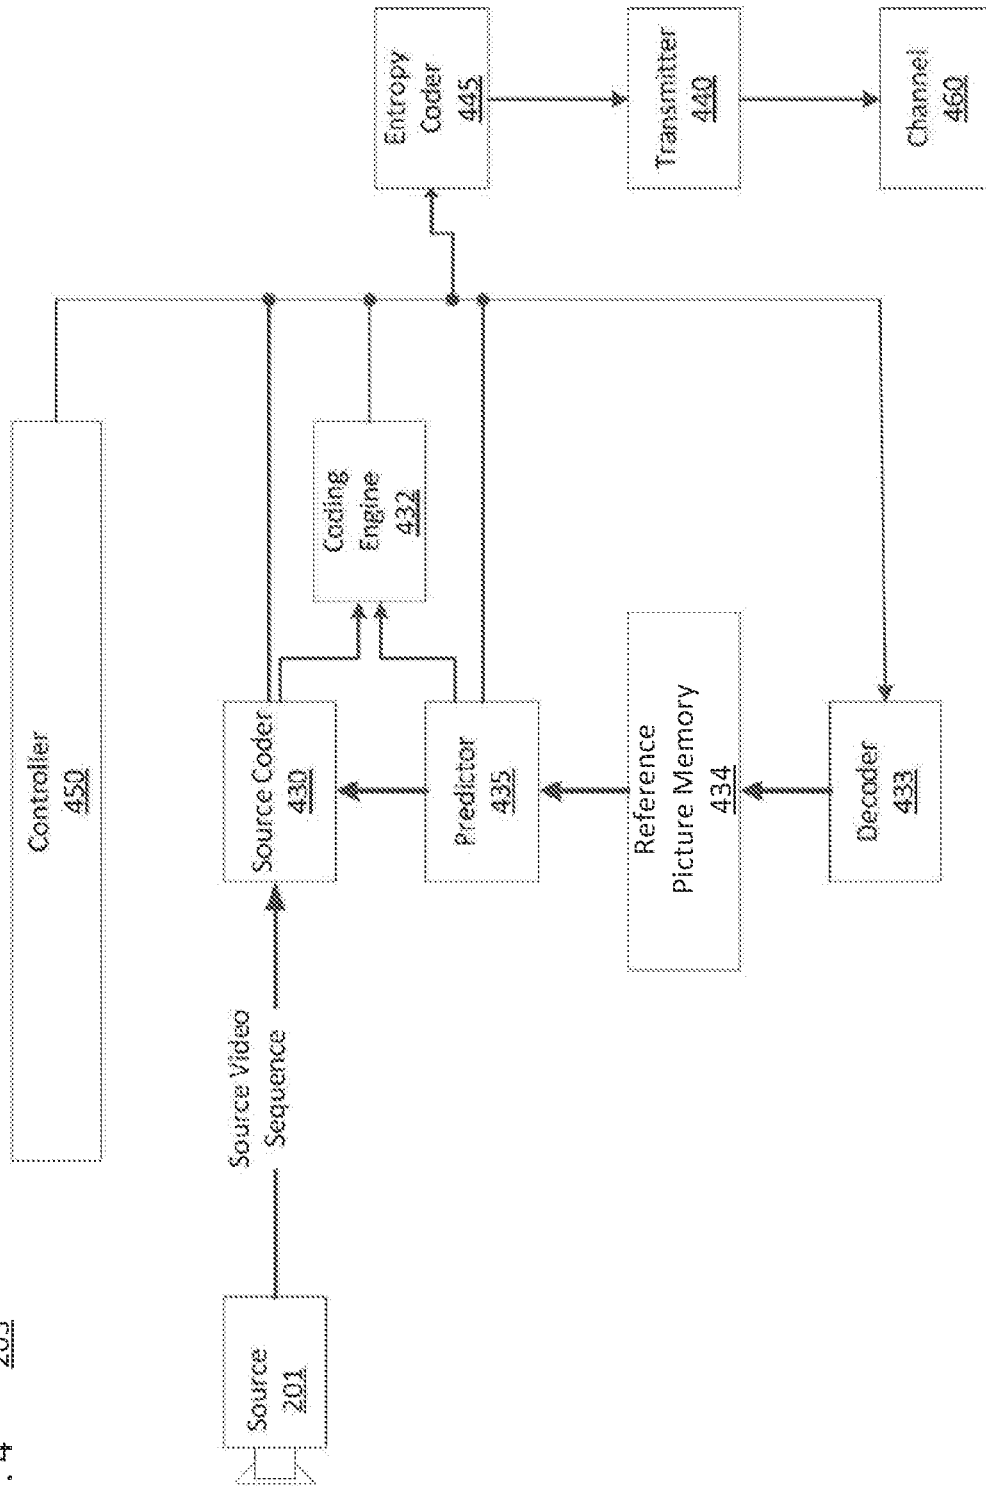 Controller
450
Source
201
Source Video
Sequence
Source Coder
430
Coding
Engine
432
Predictor
435
Reference
Picture Memory
434
Decoder
433
Entropy
Coder
445
Transmitter
440
Channel
460